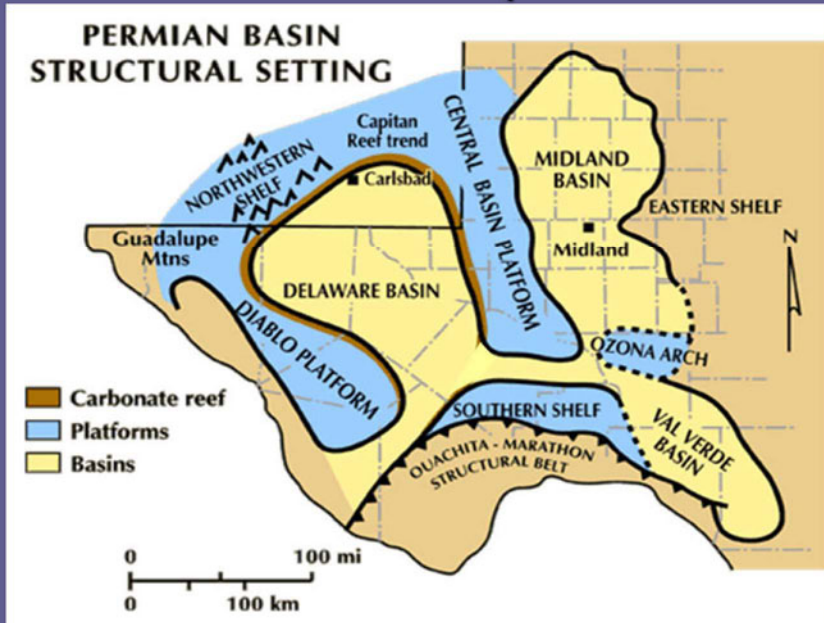 PERMIAN BASIN
STRUCTURAL SETTING
Capitan
Reef trend
NORTHWESTERN
SHELF
Carlsbad
CENTRAL BASIN PLATFORM
MIDLAND
BASIN
EASTERN SHELF
Midland
N
Guadalupe
Mtns
DELAWARE BASIN
DIABLO PLATFORM
OZONA ARCH
SOUTHERN SHELF
VAL VERDE
BASIN
OUACHITA - MARATHON
STRUCTURAL BELT
Carbonate reef
Platforms
Basins
0 100 mi
0 100 km